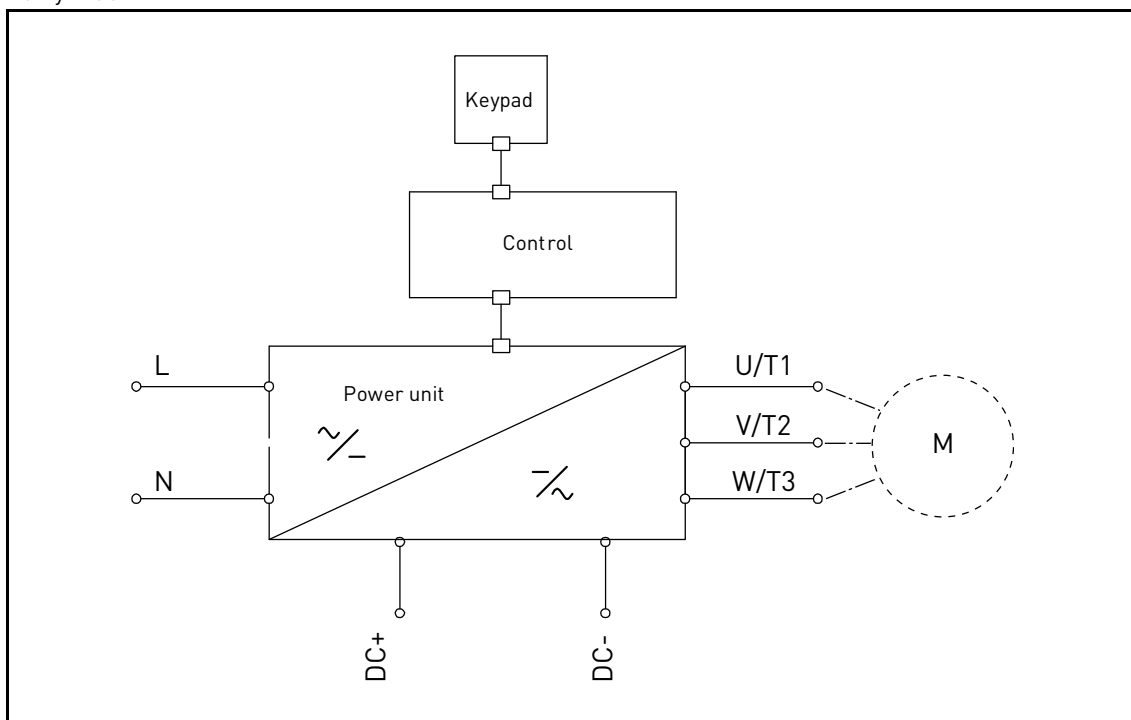 Keypad
Control
L
Power unit
U/T1
V/T2
M
N
W/T3
DC+
DC-